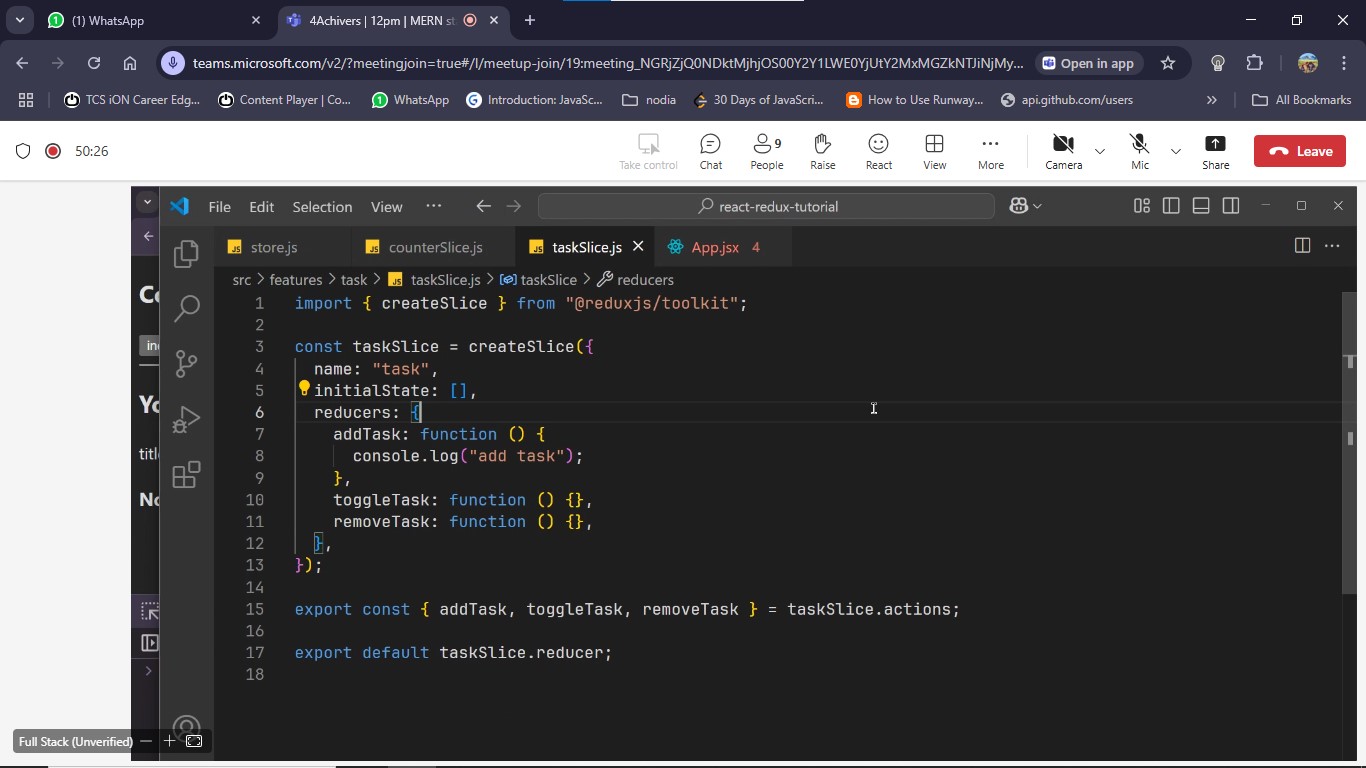 (1) WhatsApp
4Achivers | 12pm | MERN st
teams.microsoft.com/v2/?meetingjoin=true#/l/meetup-join/19:meeting_NGRjZjQ0NDktMjhjOS00Y2Y1LWE0YjUtY2MxMGZkNTJiNjMy...
Open in app
TCS iON Career Edg...
Content Player | Co...
WhatsApp
Introduction: JavaSc...
nodia
30 Days of JavaScri...
How to Use Runway...
api.github.com/users
All Bookmarks
50:26
Take control
Chat
9
People
Raise
React
View
More
Camera
Mic
Share
Leave
File Edit Selection View
react-redux-tutorial
store.js
counterSlice.js
taskSlice.js
App.jsx 4
src > features > task > JS taskSlice.js > taskSlice > reducers
1 import { createSlice } from "@reduxjs/toolkit";
2
3 const taskSlice = createSlice({
4 name: "task",
5 initialState: [],
6 reducers: {
7 addTask: function () {
8 console.log("add task");
9 },
10 toggleTask: function () {},
11 removeTask: function () {},
12 },
13 });
14
15 export const { addTask, toggleTask, removeTask } = taskSlice.actions;
16
17 export default taskSlice.reducer;
18
Full Stack (Unverified)